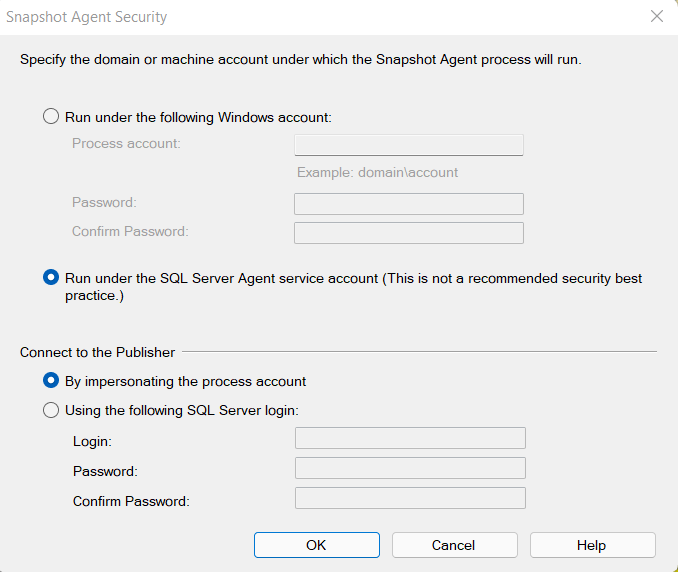 Snapshot Agent Security
Specify the domain or machine account under which the Snapshot Agent process will run.
Run under the following Windows account:
Process account:
Example: domain\account
Password:
Confirm Password:
Run under the SQL Server Agent service account (This is not a recommended security best
practice.)
Connect to the Publisher
By impersonating the process account
Using the following SQL Server login:
Login:
Password:
Confirm Password:
OK
Cancel
Help